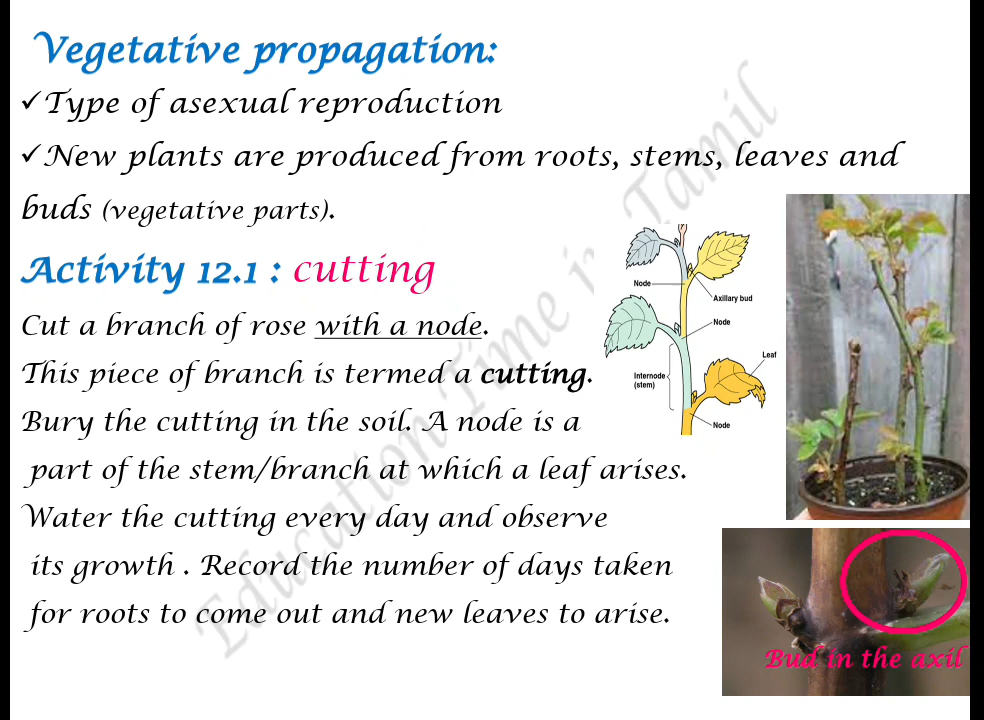 Vegetative propagation:
✓Type of asexual reproduction
✓New plants are produced from roots, stems, leaves and
buds (vegetative parts).
Activity 12.1 : cutting
Cut a branch of rose with a node.
This piece of branch is termed a cutting.
Bury the cutting in the soil. A node is a
part of the stem/branch at which a leaf arises.
Water the cutting every day and observe
its growth . Record the number of days taken
for roots to come out and new leaves to arise.
Node
Axillary bud
Node
Leaf
Internode
(stem)
Node
Bud in the axil
Education Time in Tamil